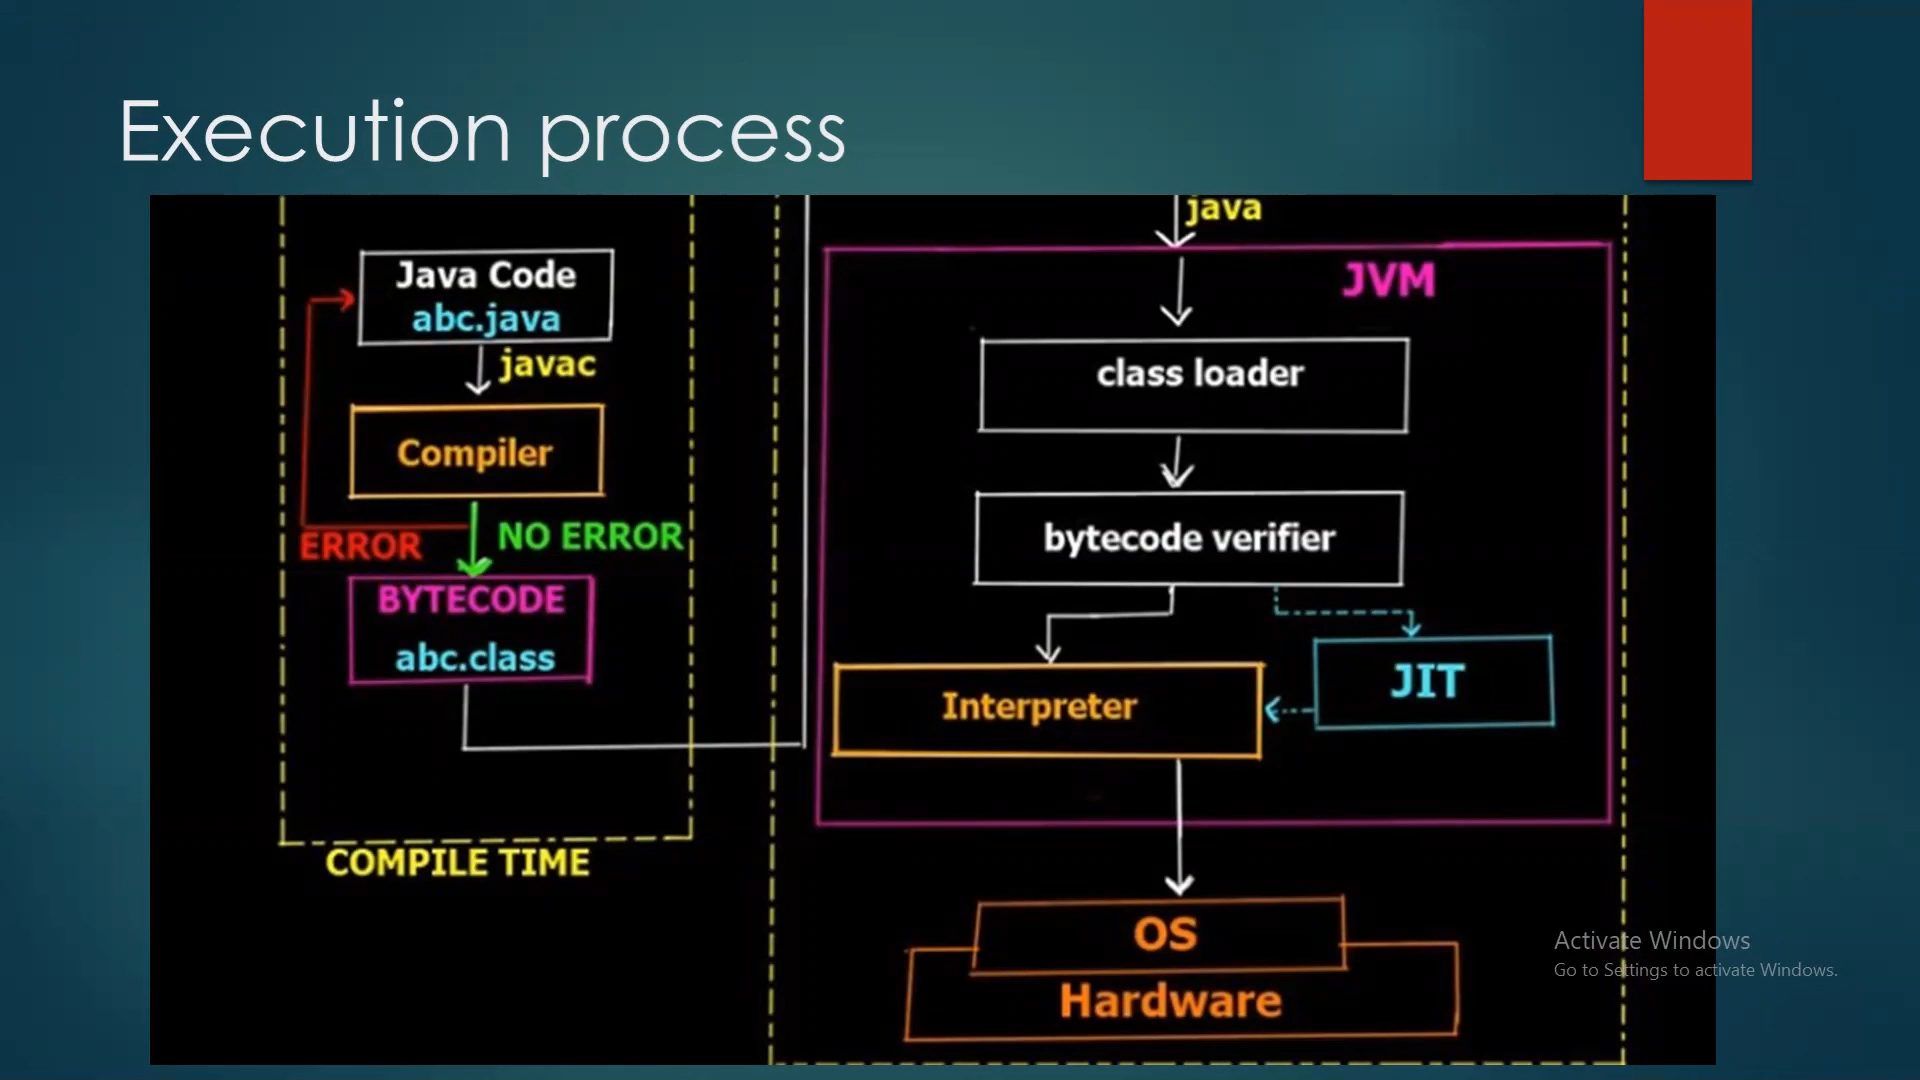 Execution process
Java Code
abc.java
javac
Compiler
ERROR
NO ERROR
BYTECODE
abc.class
COMPILE TIME
java
JVM
class loader
bytecode verifier
Interpreter
JIT
OS
Hardware
Activate Windows
Go to Settings to activate Windows.